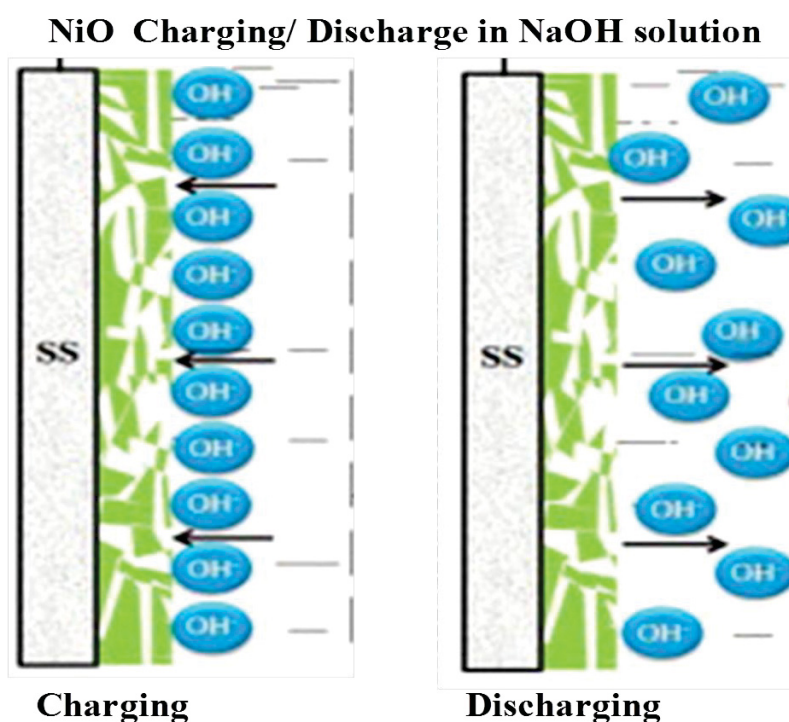 NiO Charging/ Discharge in NaOH solution
OH⁻
OH⁻
OH⁻
OH⁻
OH⁻
OH⁻
OH⁻
OH⁻
OH⁻
OH⁻
SS
OH⁻
OH⁻
OH⁻
OH⁻
OH⁻
OH⁻
OH⁻
OH⁻
OH⁻
OH⁻
SS
Charging
Discharging